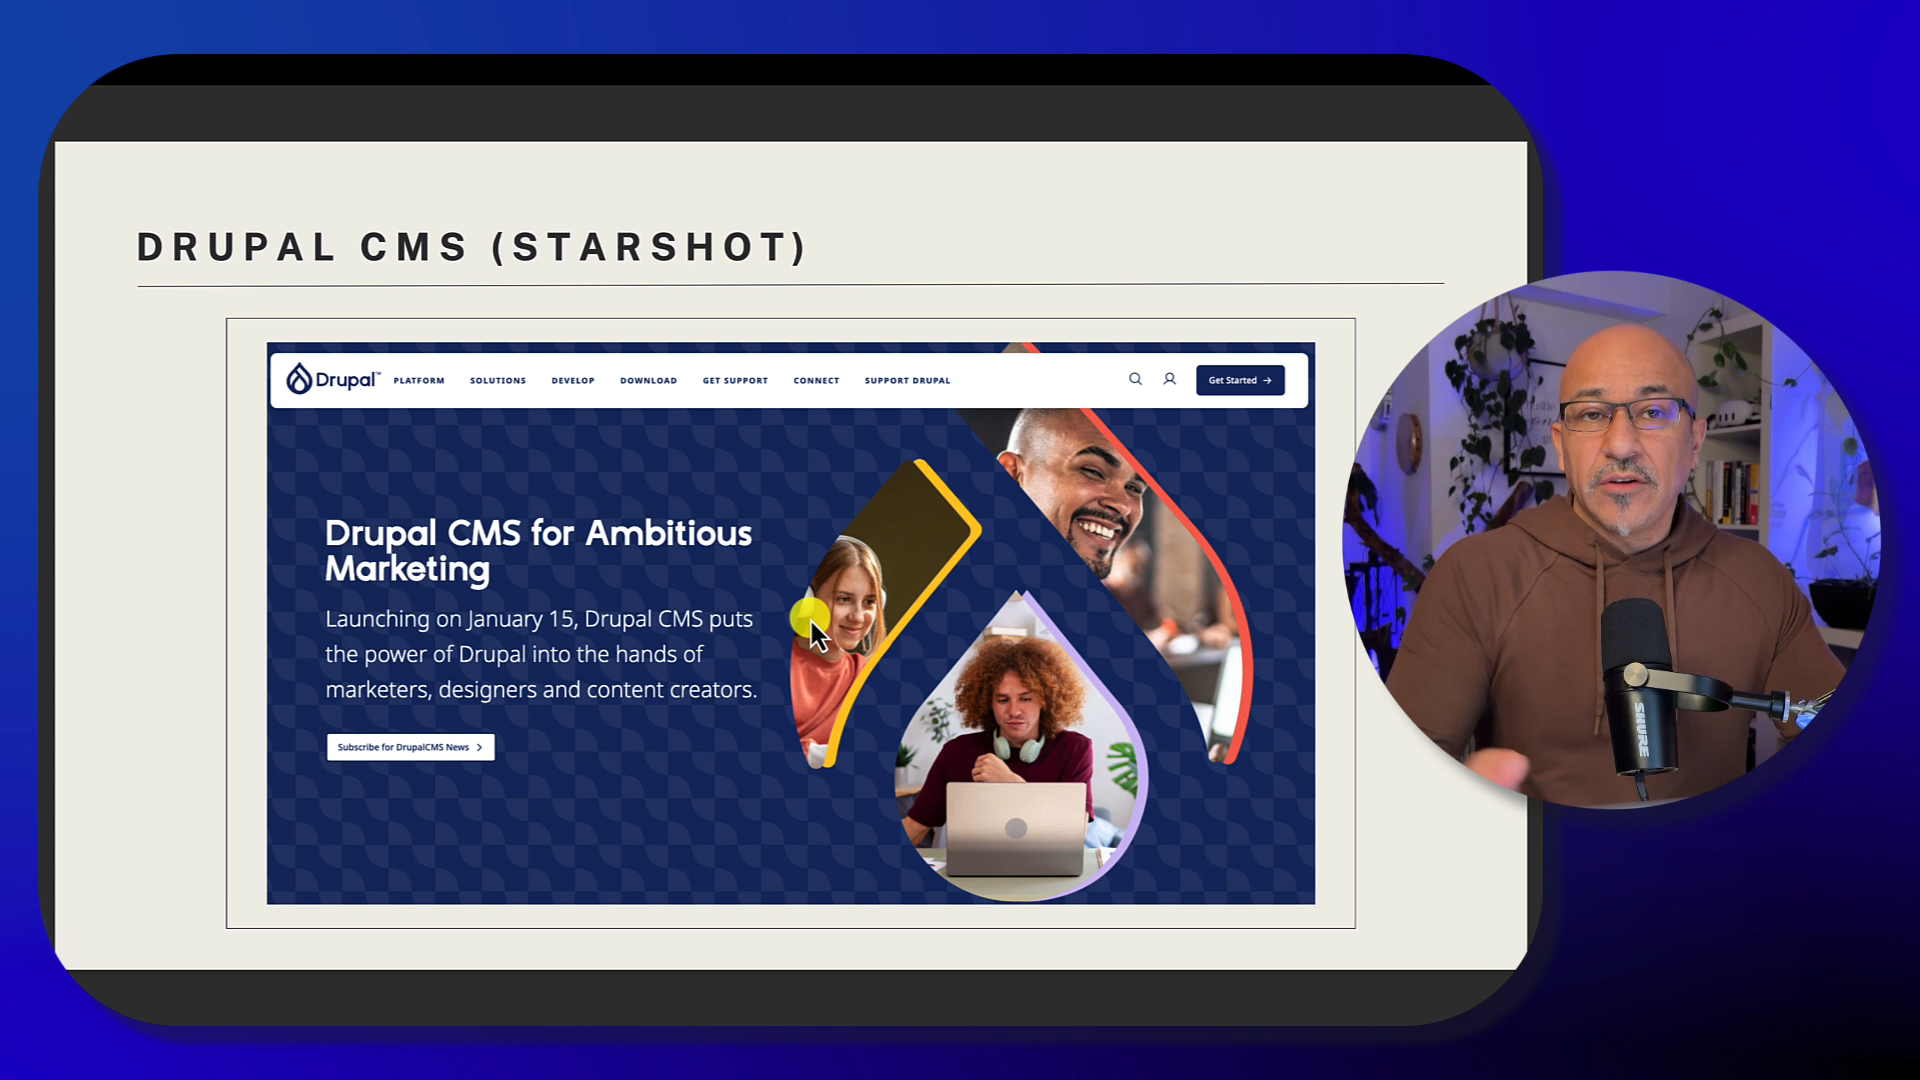 DRUPAL CMS (STARSHOT)
Drupal™ PLATFORM SOLUTIONS DEVELOP DOWNLOAD GET SUPPORT CONNECT SUPPORT DRUPAL Get Started →
Drupal CMS for Ambitious
Marketing
Launching on January 15, Drupal CMS puts
the power of Drupal into the hands of
marketers, designers and content creators.
Subscribe for DrupalCMS News >
SHURE